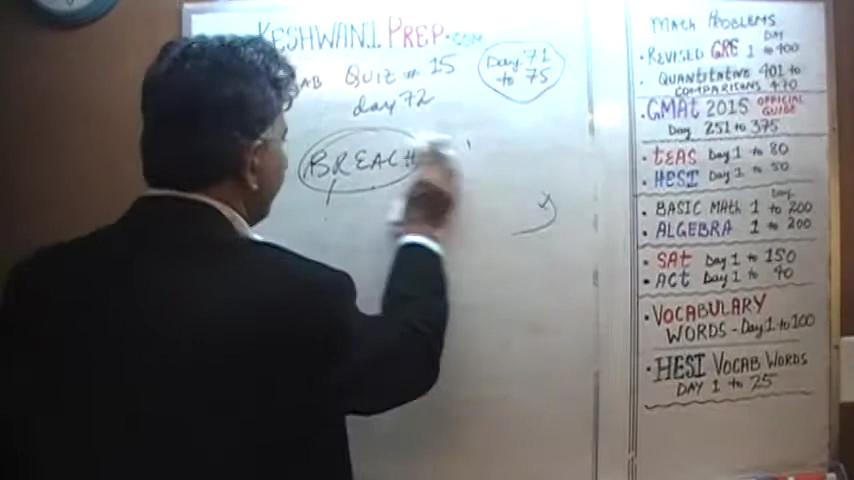 KESHWANI PREP.COM
AB QUIZ # 15
day 72
Day 71
to 75
BREACH
MATH PROBLEMS
DAY
• REVISED GRE 1 to 400
• QUANTITATIVE 401 to
COMPARISONS 470
• GMAT 2015 OFFICIAL
GUIDE
Day 251 to 375
• TEAS Day 1 to 80
• HESI Day 1 to 50
Day
• BASIC MATH 1 to 200
• ALGEBRA 1 to 200
• SAT Day 1 to 150
• ACT Day 1 to 40
• VOCABULARY
WORDS - Day 1 to 100
• HESI VOCAB WORDS
DAY 1 to 25